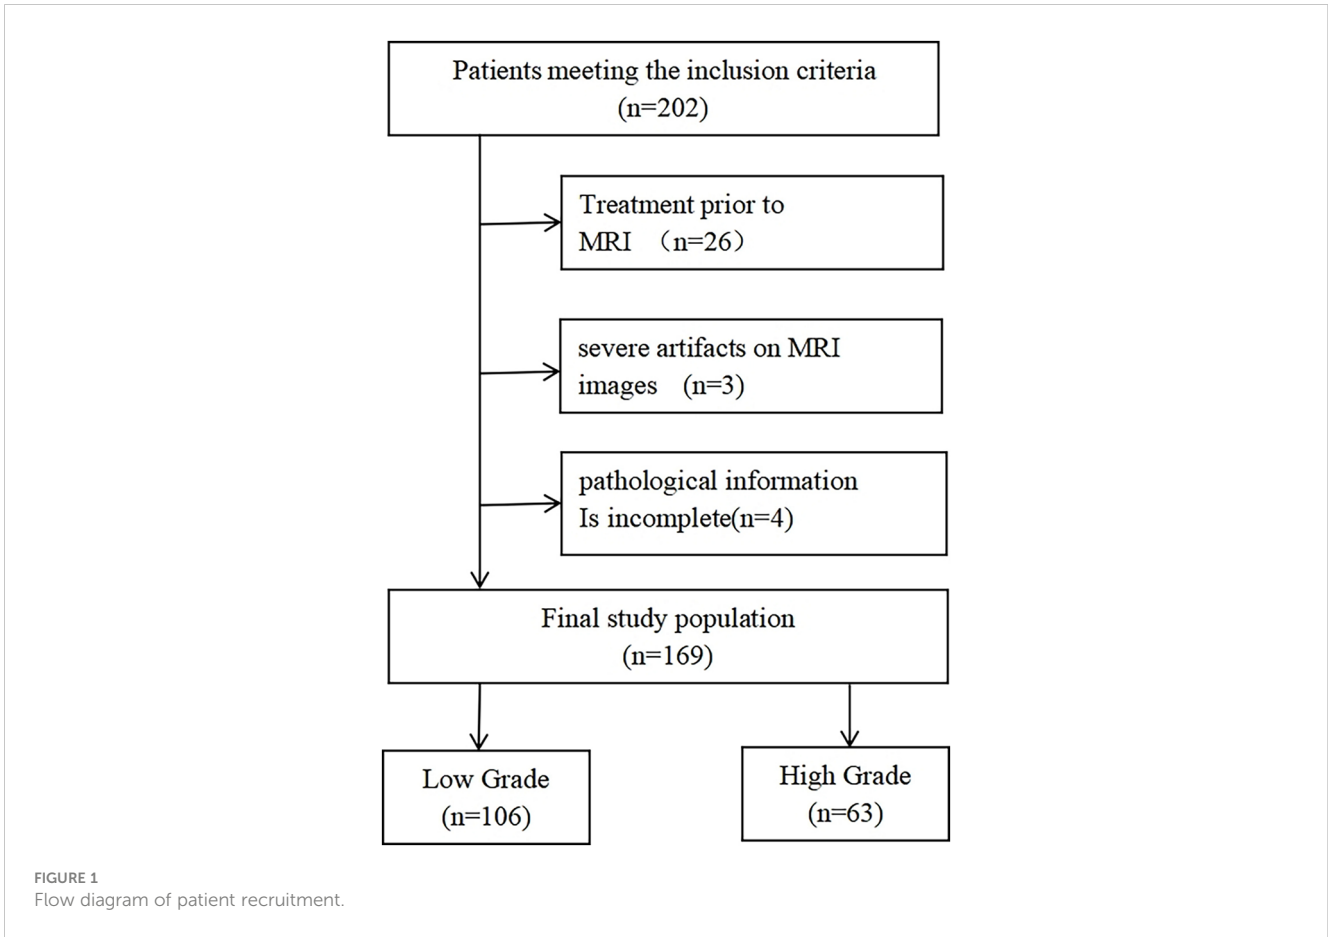 Patients meeting the inclusion criteria
(n=202)
Treatment prior to
MRI （n=26）
severe artifacts on MRI
images (n=3)
pathological information
Is incomplete(n=4)
Final study population
(n=169)
Low Grade
(n=106)
High Grade
(n=63)
FIGURE 1
Flow diagram of patient recruitment.